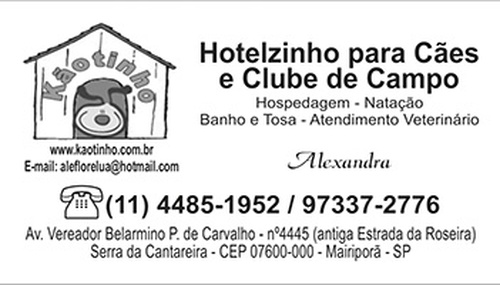 Kãotinho
Hotelzinho para Cães
e Clube de Campo
Hospedagem - Natação
Banho e Tosa - Atendimento Veterinário
www.kaotinho.com.br
E-mail: aleflorelua@hotmail.com
Alexandra
(11) 4485-1952 / 97337-2776
Av. Vereador Belarmino P. de Carvalho - nº4445 (antiga Estrada da Roseira)
Serra da Cantareira - CEP 07600-000 - Mairiporã - SP